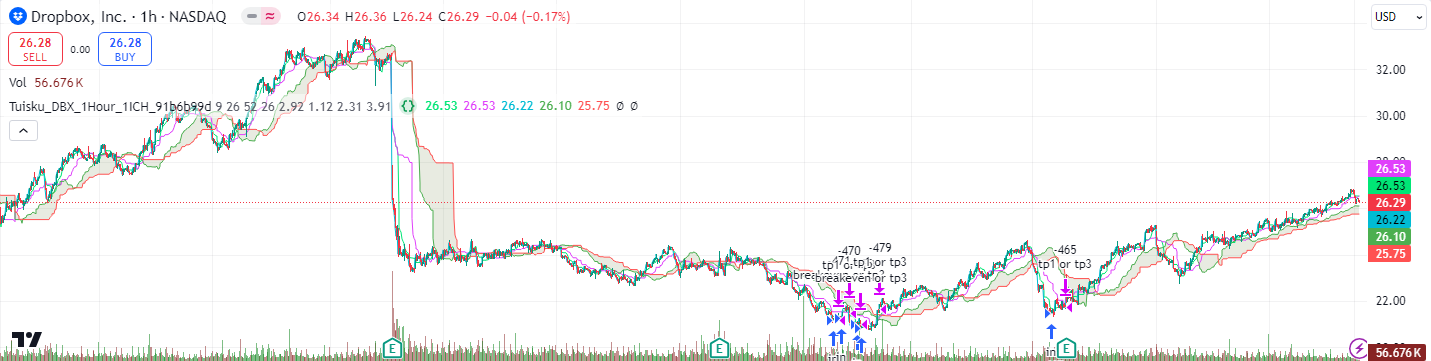 Dropbox, Inc. · 1h · NASDAQ O26.34 H26.36 L26.24 C26.29 −0.04 (−0.17%)
USD
26.28
SELL
0.00
26.28
BUY
Vol 56.676 K
Tuisku_DBX_1Hour_1ICH_91b6b99d 9 26 52 26 2.92 1.12 2.31 3.91 26.53 26.53 26.22 26.10 25.75 Ø Ø
32.00
30.00
26.53
26.53
26.29
26.22
26.10
25.75
22.00
56.676 K
-470
-479
tp1 or tp3
breakeven or tp3
-465
tp1 or tp3
in
E
E
E